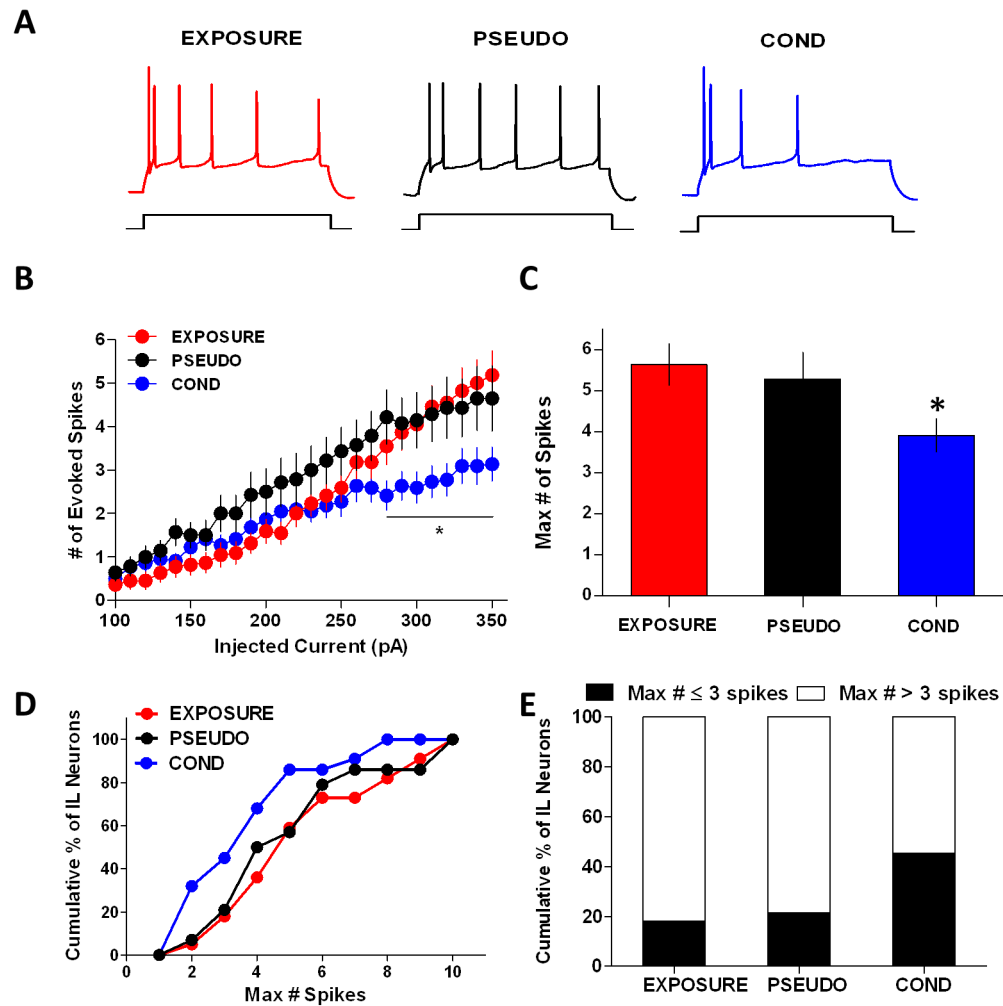 A
EXPOSURE
PSEUDO
COND
B
EXPOSURE
PSEUDO
COND
# of Evoked Spikes
6
5
4
3
2
1
0
100
150
200
250
300
350
*
Injected Current (pA)
C
Max # of Spikes
6
5
4
3
2
1
0
*
EXPOSURE
PSEUDO
COND
D
EXPOSURE
PSEUDO
COND
Cumulative % of IL Neurons
100
80
60
40
20
0
0
2
4
6
8
10
Max # Spikes
E
Max # ≤ 3 spikes
Max # > 3 spikes
Cumulative % of IL Neurons
100
80
60
40
20
0
EXPOSURE
PSEUDO
COND